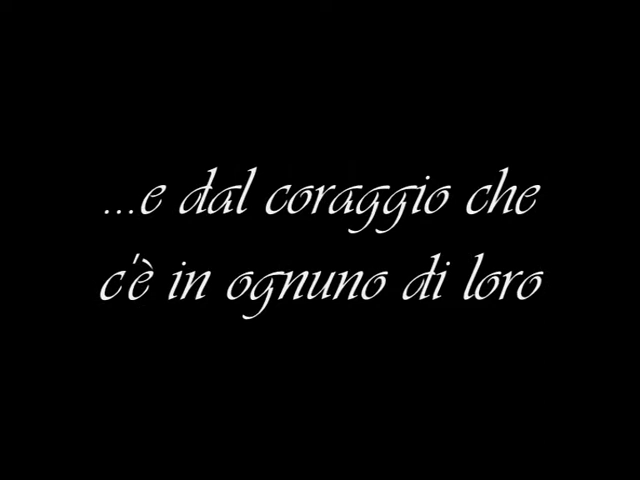 ...e dal coraggio che
c'è in ognuno di loro